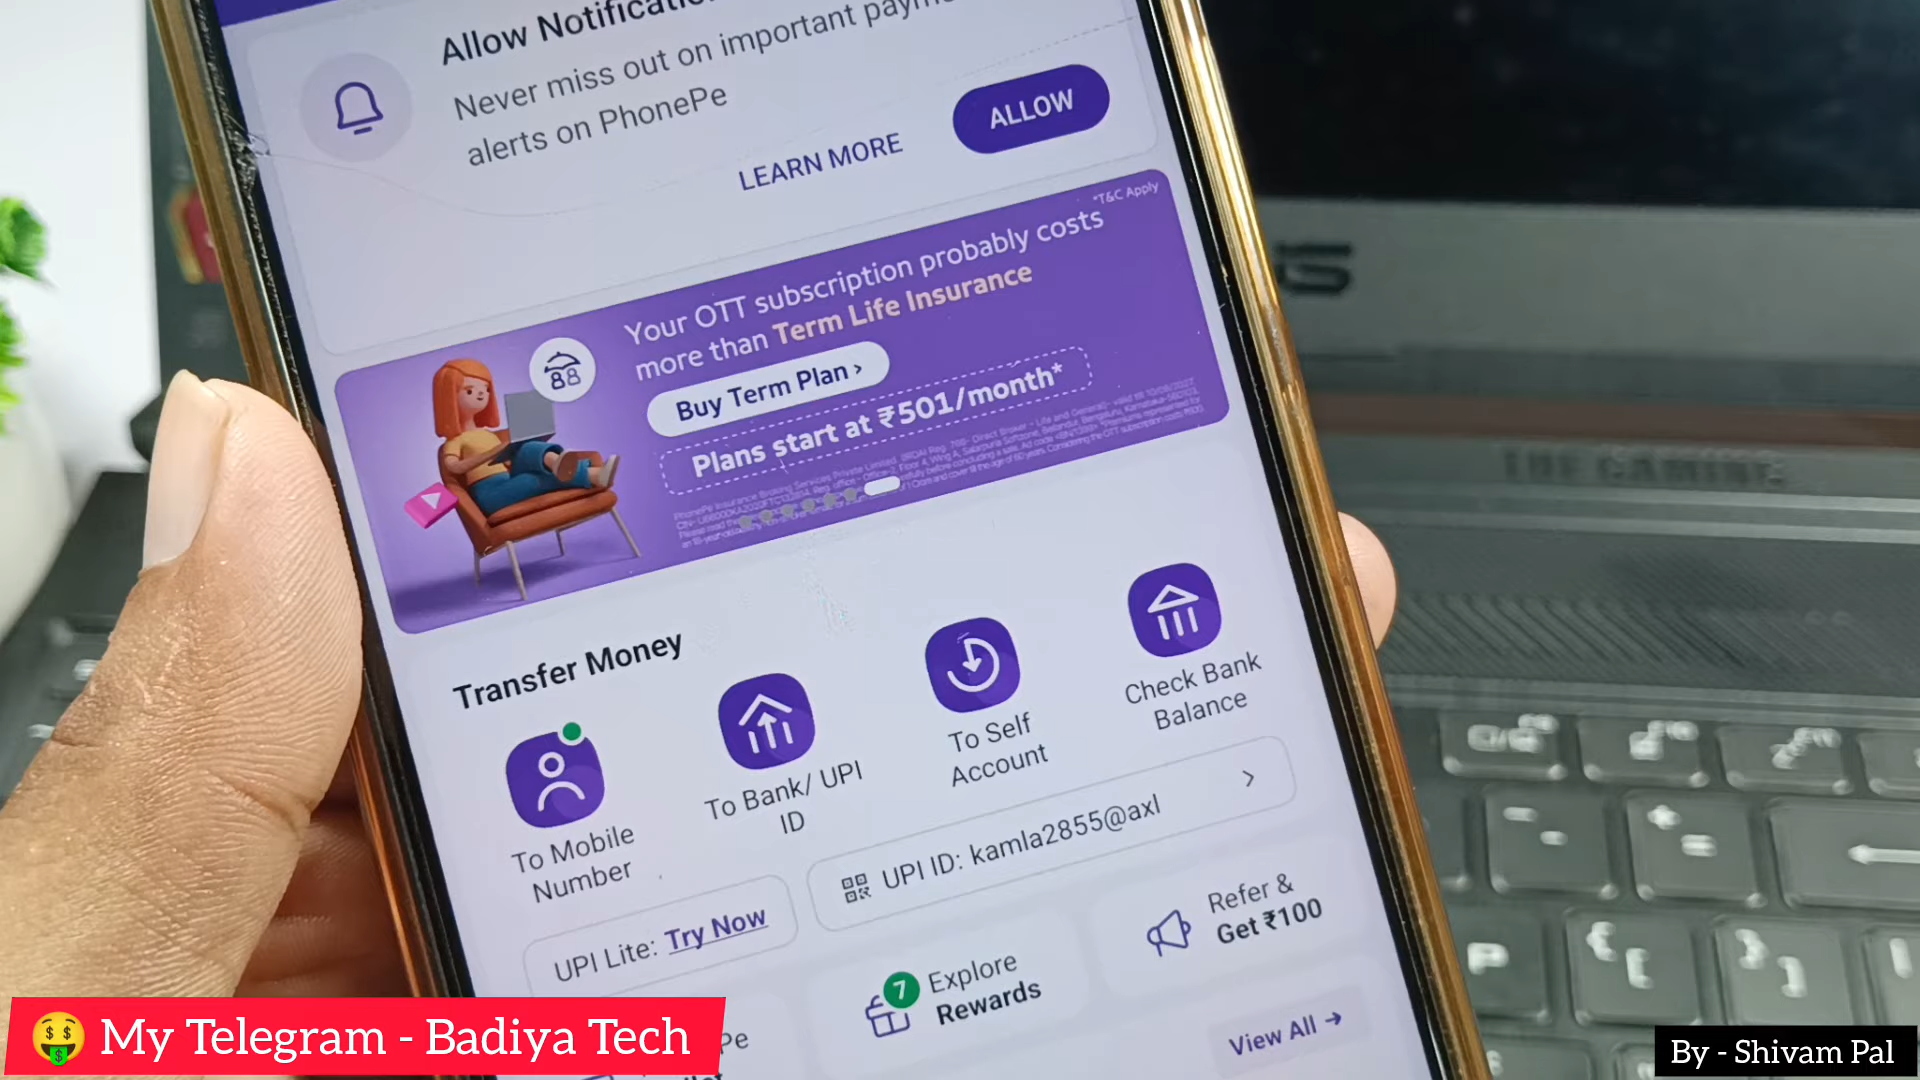 Allow
Never miss out on important
alerts on PhonePe
LEARN MORE
ALLOW
*T&C Apply
Your OTT subscription probably costs
more than Term Life Insurance
Buy Term Plan ›
Plans start at ₹501/month*
Transfer Money
To Mobile
Number
To Bank/ UPI
ID
To Self
Account
Check Bank
Balance
UPI Lite: Try Now
UPI ID: kamla2855@axl
7
Explore
Rewards
Refer &
Get ₹100
View All →
THE GAMING
P
My Telegram - Badiya Tech
By - Shivam Pal